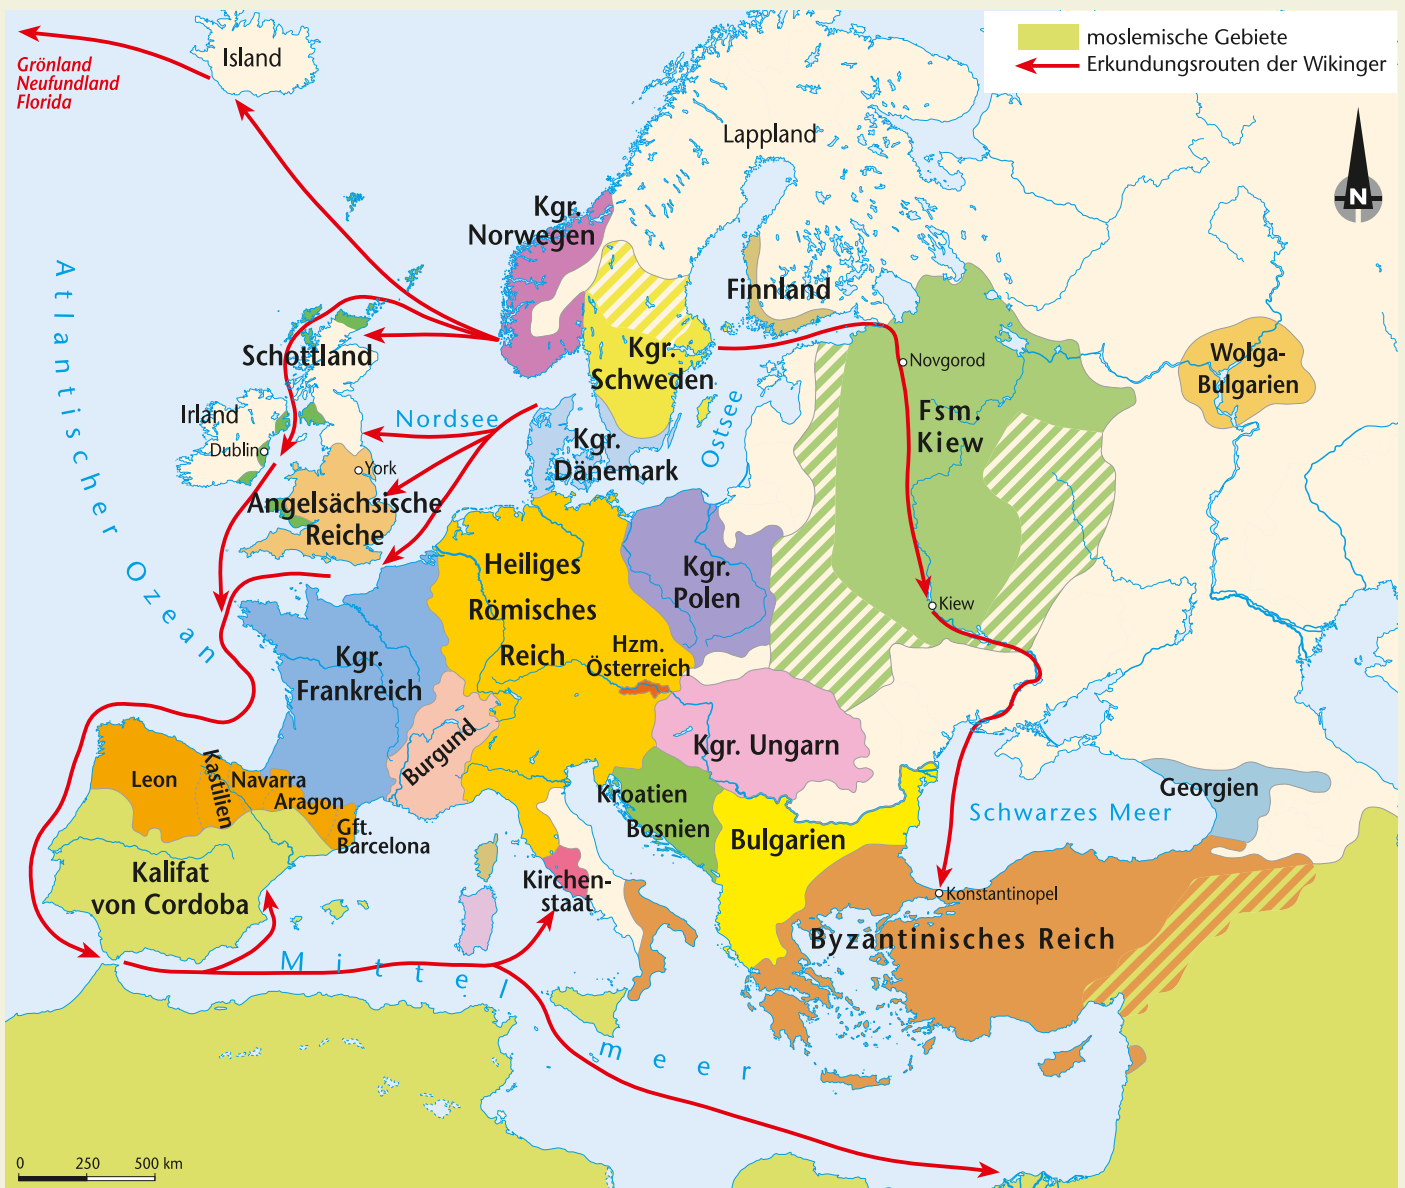 moslemische Gebiete
Erkundungsrouten der Wikinger
Grönland
Neufundland
Florida
Island
Lappland
N
Kgr.
Norwegen
Finnland
Atlantischer Ozean
Schottland
Kgr.
Schweden
Novgorod
Wolga-
Bulgarien
Irland
Nordsee
Ostsee
Fsm.
Kiew
Dublin
York
Kgr.
Dänemark
Angelsächsische
Reiche
Heiliges
Römisches
Reich
Kgr.
Polen
Kiew
Hzm.
Österreich
Kgr.
Frankreich
Burgund
Kgr. Ungarn
Leon
Kastilien
Navarra
Aragon
Gft.
Barcelona
Kroatien
Bosnien
Bulgarien
Schwarzes Meer
Georgien
Kalifat
von Cordoba
Kirchen-
staat
Konstantinopel
Byzantinisches Reich
Mittel
meer
0 250 500 km